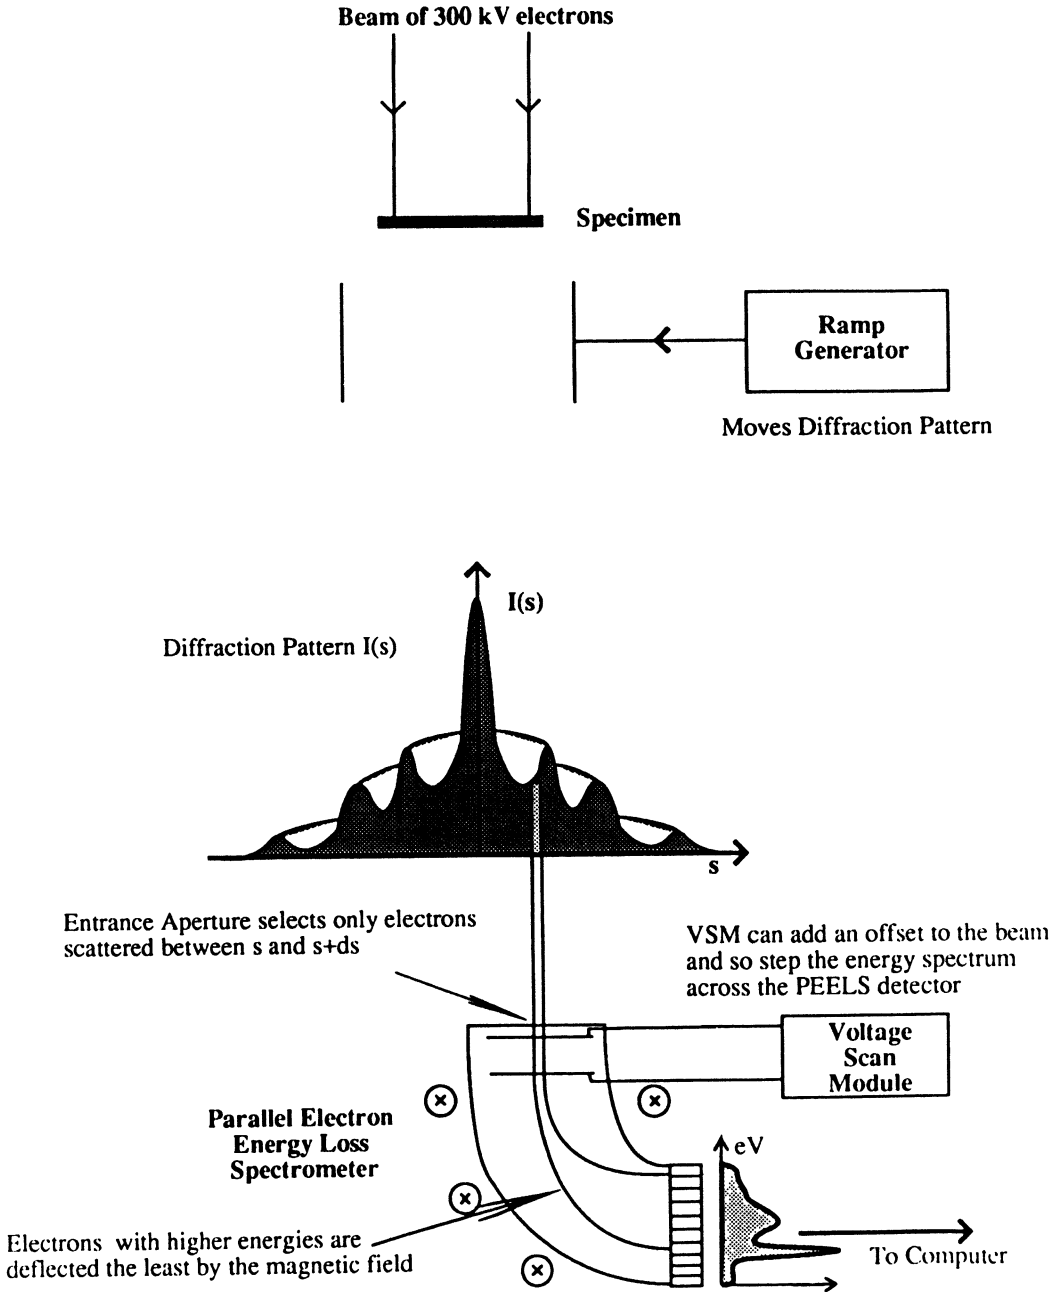 Beam of 300 kV electrons
Specimen
Ramp
Generator
Moves Diffraction Pattern
I(s)
Diffraction Pattern I(s)
s
Entrance Aperture selects only electrons
scattered between s and s+ds
VSM can add an offset to the beam
and so step the energy spectrum
across the PEELS detector
Voltage
Scan
Module
Parallel Electron
Energy Loss
Spectrometer
eV
Electrons with higher energies are
deflected the least by the magnetic field
To Computer